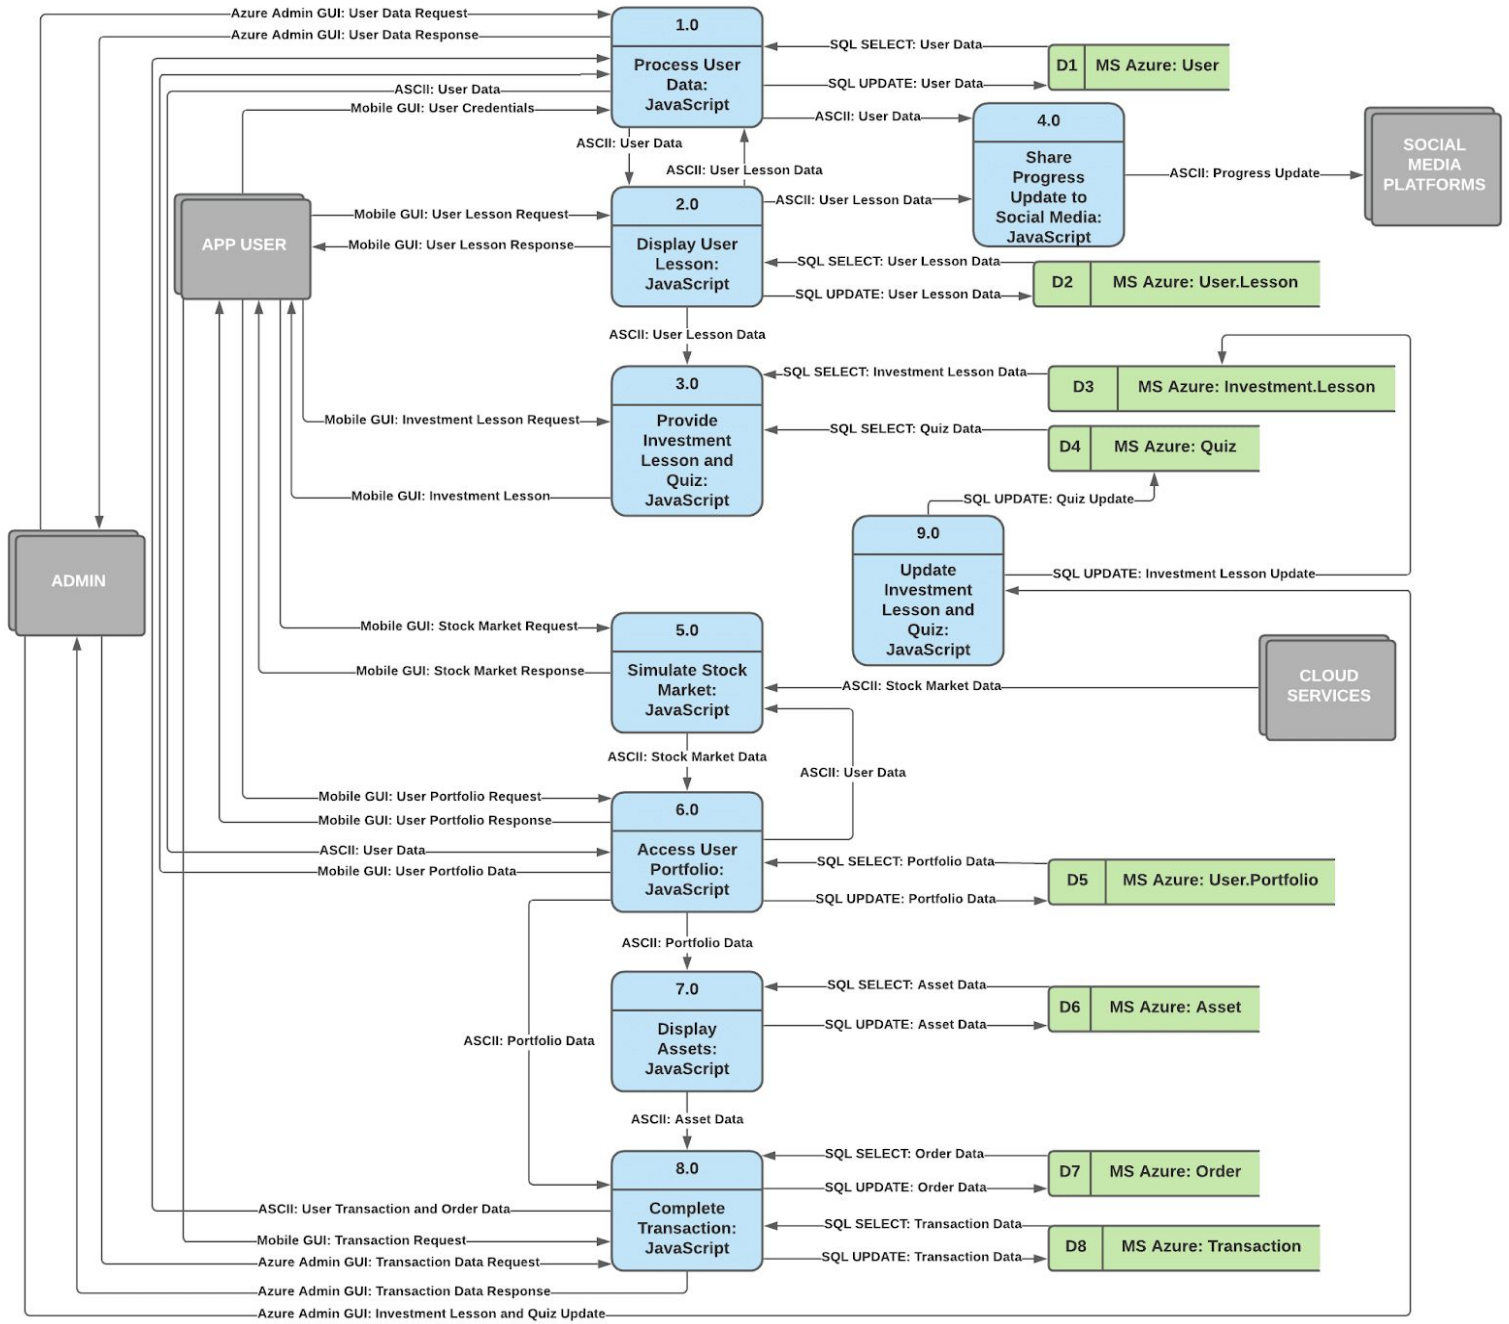 Azure Admin GUI: User Data Request
Azure Admin GUI: User Data Response
ASCII: User Data
Mobile GUI: User Credentials
1.0
Process User
Data:
JavaScript
SQL SELECT: User Data
SQL UPDATE: User Data
D1
MS Azure: User
ASCII: User Data
ASCII: User Data
ASCII: User Lesson Data
4.0
Share
Progress
Update to
Social Media:
JavaScript
ASCII: Progress Update
SOCIAL
MEDIA
PLATFORMS
APP USER
Mobile GUI: User Lesson Request
Mobile GUI: User Lesson Response
2.0
Display User
Lesson:
JavaScript
ASCII: User Lesson Data
SQL SELECT: User Lesson Data
SQL UPDATE: User Lesson Data
D2
MS Azure: User.Lesson
ASCII: User Lesson Data
Mobile GUI: Investment Lesson Request
Mobile GUI: Investment Lesson
3.0
Provide
Investment
Lesson and
Quiz:
JavaScript
SQL SELECT: Investment Lesson Data
D3
MS Azure: Investment.Lesson
SQL SELECT: Quiz Data
D4
MS Azure: Quiz
SQL UPDATE: Quiz Update
9.0
Update
Investment
Lesson and
Quiz:
JavaScript
SQL UPDATE: Investment Lesson Update
ADMIN
Mobile GUI: Stock Market Request
Mobile GUI: Stock Market Response
5.0
Simulate Stock
Market:
JavaScript
ASCII: Stock Market Data
CLOUD
SERVICES
ASCII: Stock Market Data
ASCII: User Data
Mobile GUI: User Portfolio Request
Mobile GUI: User Portfolio Response
ASCII: User Data
Mobile GUI: User Portfolio Data
6.0
Access User
Portfolio:
JavaScript
SQL SELECT: Portfolio Data
SQL UPDATE: Portfolio Data
D5
MS Azure: User.Portfolio
ASCII: Portfolio Data
7.0
Display
Assets:
JavaScript
SQL SELECT: Asset Data
SQL UPDATE: Asset Data
D6
MS Azure: Asset
ASCII: Portfolio Data
ASCII: Asset Data
8.0
Complete
Transaction:
JavaScript
SQL SELECT: Order Data
SQL UPDATE: Order Data
D7
MS Azure: Order
SQL SELECT: Transaction Data
SQL UPDATE: Transaction Data
D8
MS Azure: Transaction
ASCII: User Transaction and Order Data
Mobile GUI: Transaction Request
Azure Admin GUI: Transaction Data Request
Azure Admin GUI: Transaction Data Response
Azure Admin GUI: Investment Lesson and Quiz Update